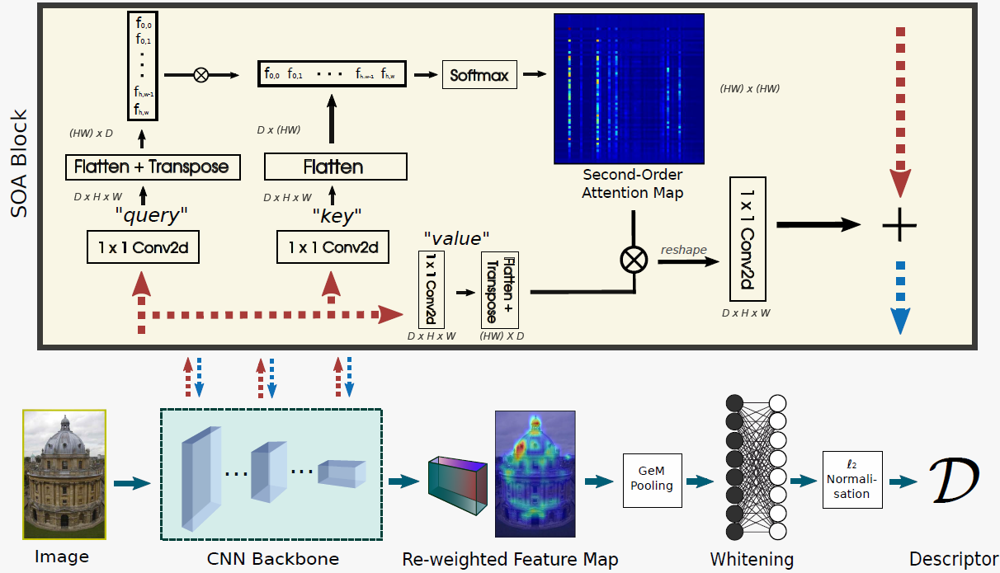 SOA Block
f0,0
f0,1
fh,w-1
fh,w
(HW) x D
Flatten + Transpose
D x H x W
"query"
1 x 1 Conv2d
f0,0 f0,1 · · · fh,w-1 fh,w
D x (HW)
Flatten
D x H x W
"key"
1 x 1 Conv2d
Softmax
(HW) x (HW)
Second-Order
Attention Map
"value"
1 x 1 Conv2d
D x H x W
Flatten +
Transpose
(HW) X D
reshape
1 x 1 Conv2d
D x H x W
+
Image
...
...
CNN Backbone
Re-weighted Feature Map
GeM
Pooling
Whitening
ℓ2
Normali-
sation
D
Descriptor